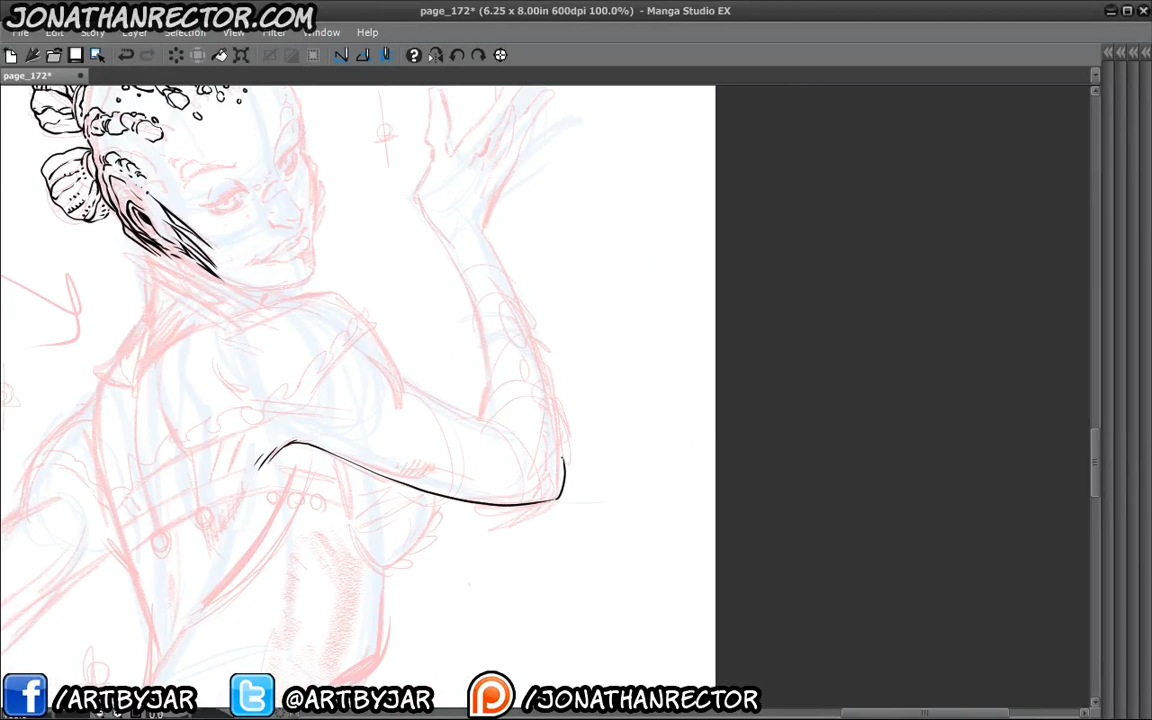 page_172* (6.25 x 8.00in 600dpi 100.0%) - Manga Studio EX
JONATHANRECTOR.COM
File Edit Story Layer Selection Filter Window Help
page_172*
/ARTBYJAR @ARTBYJAR /JONATHANRECTOR